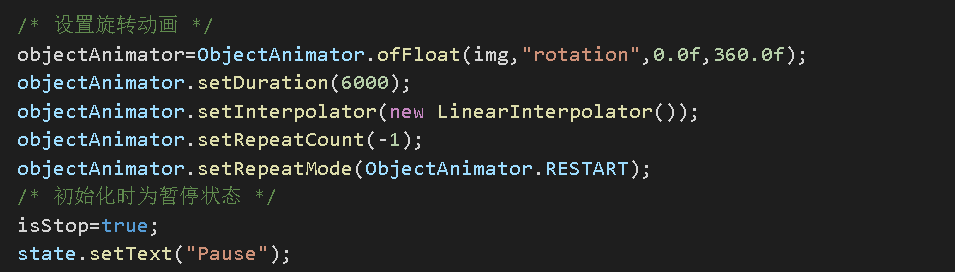 /* 设置旋转动画 */
objectAnimator=ObjectAnimator.ofFloat(img,"rotation",0.0f,360.0f);
objectAnimator.setDuration(6000);
objectAnimator.setInterpolator(new LinearInterpolator());
objectAnimator.setRepeatCount(-1);
objectAnimator.setRepeatMode(ObjectAnimator.RESTART);
/* 初始化时为暂停状态 */
isStop=true;
state.setText("Pause");